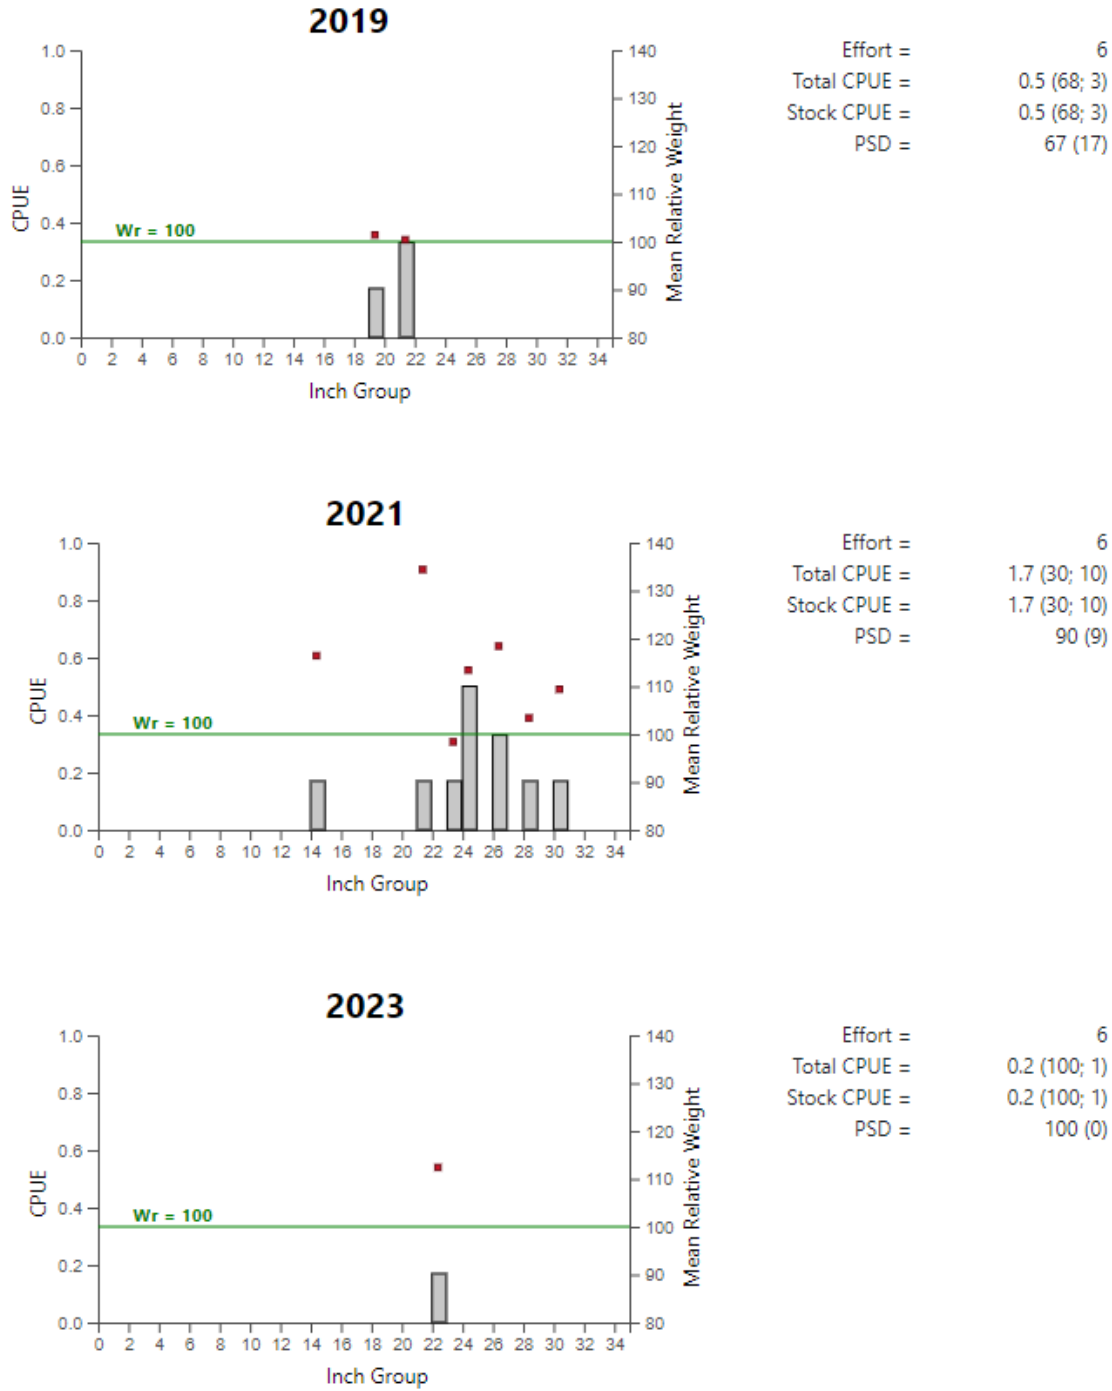 2019
Effort = 6
Total CPUE = 0.5 (68; 3)
Stock CPUE = 0.5 (68; 3)
PSD = 67 (17)
1.0
0.8
0.6
0.4
0.2
0.0
CPUE
Wr = 100
140
130
120
110
100
90
80
Mean Relative Weight
0 2 4 6 8 10 12 14 16 18 20 22 24 26 28 30 32 34
Inch Group
2021
Effort = 6
Total CPUE = 1.7 (30; 10)
Stock CPUE = 1.7 (30; 10)
PSD = 90 (9)
1.0
0.8
0.6
0.4
0.2
0.0
CPUE
Wr = 100
140
130
120
110
100
90
80
Mean Relative Weight
0 2 4 6 8 10 12 14 16 18 20 22 24 26 28 30 32 34
Inch Group
2023
Effort = 6
Total CPUE = 0.2 (100; 1)
Stock CPUE = 0.2 (100; 1)
PSD = 100 (0)
1.0
0.8
0.6
0.4
0.2
0.0
CPUE
Wr = 100
140
130
120
110
100
90
80
Mean Relative Weight
0 2 4 6 8 10 12 14 16 18 20 22 24 26 28 30 32 34
Inch Group